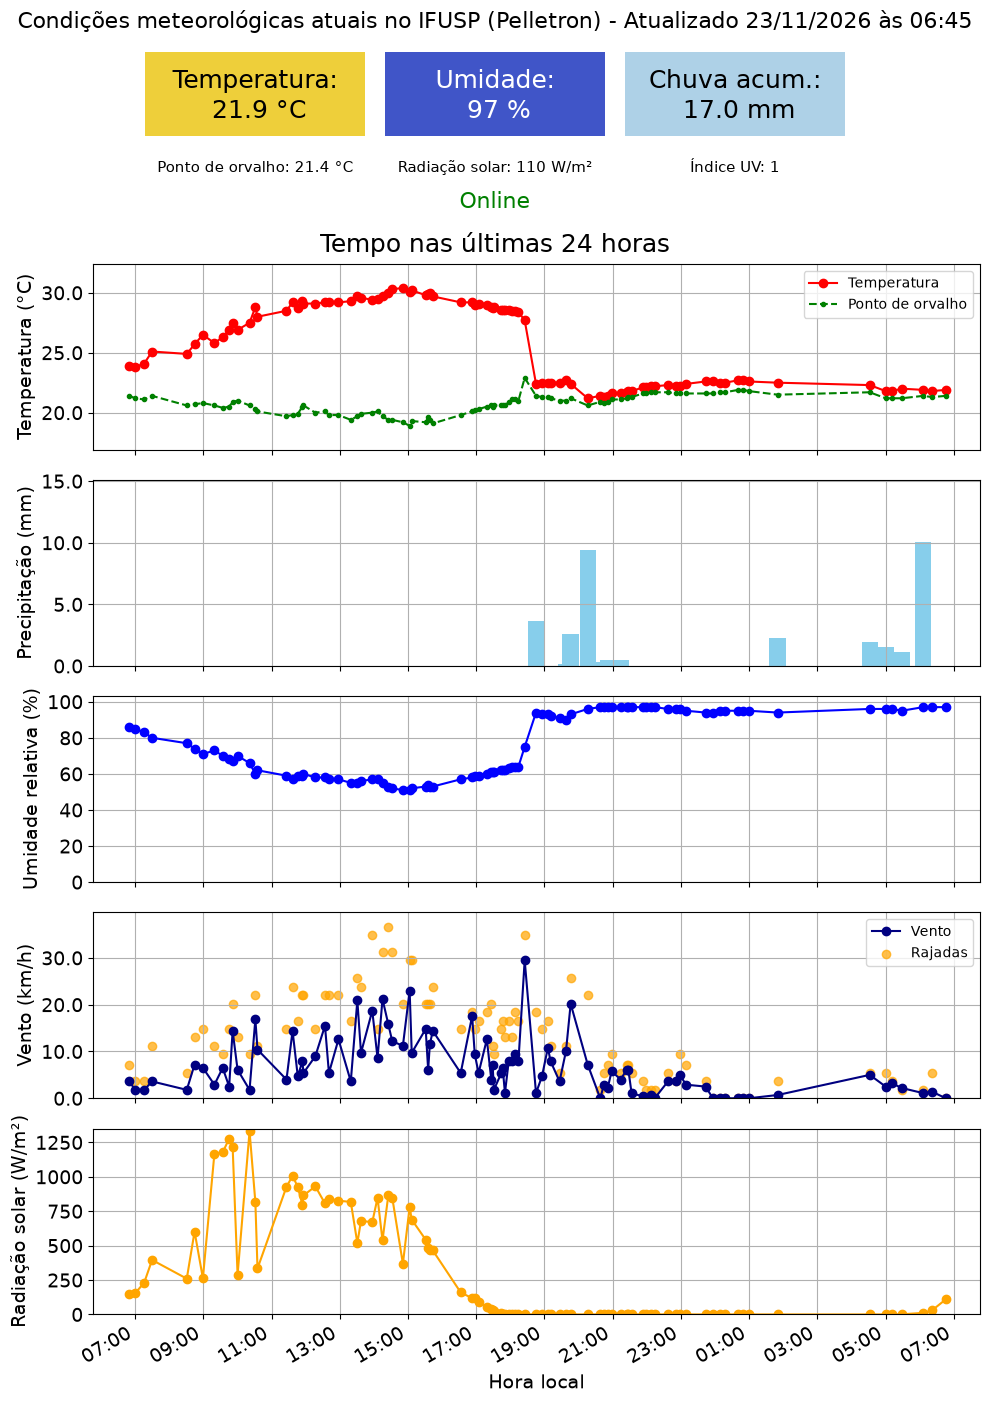 Condições meteorológicas atuais no IFUSP (Pelletron) - Atualizado 23/11/2026 às 06:45
Temperatura:
21.9 °C
Umidade:
97 %
Chuva acum.:
17.0 mm
Ponto de orvalho: 21.4 °C
Radiação solar: 110 W/m²
Índice UV: 1
Online
Tempo nas últimas 24 horas
Temperatura (°C)
30.0
25.0
20.0
Temperatura
Ponto de orvalho
Precipitação (mm)
15.0
10.0
5.0
0.0
Umidade relativa (%)
100
80
60
40
20
0
Vento (km/h)
30.0
20.0
10.0
0.0
Vento
Rajadas
Radiação solar (W/m²)
1250
1000
750
500
250
0
07:00
09:00
11:00
13:00
15:00
17:00
19:00
21:00
23:00
01:00
03:00
05:00
07:00
Hora local